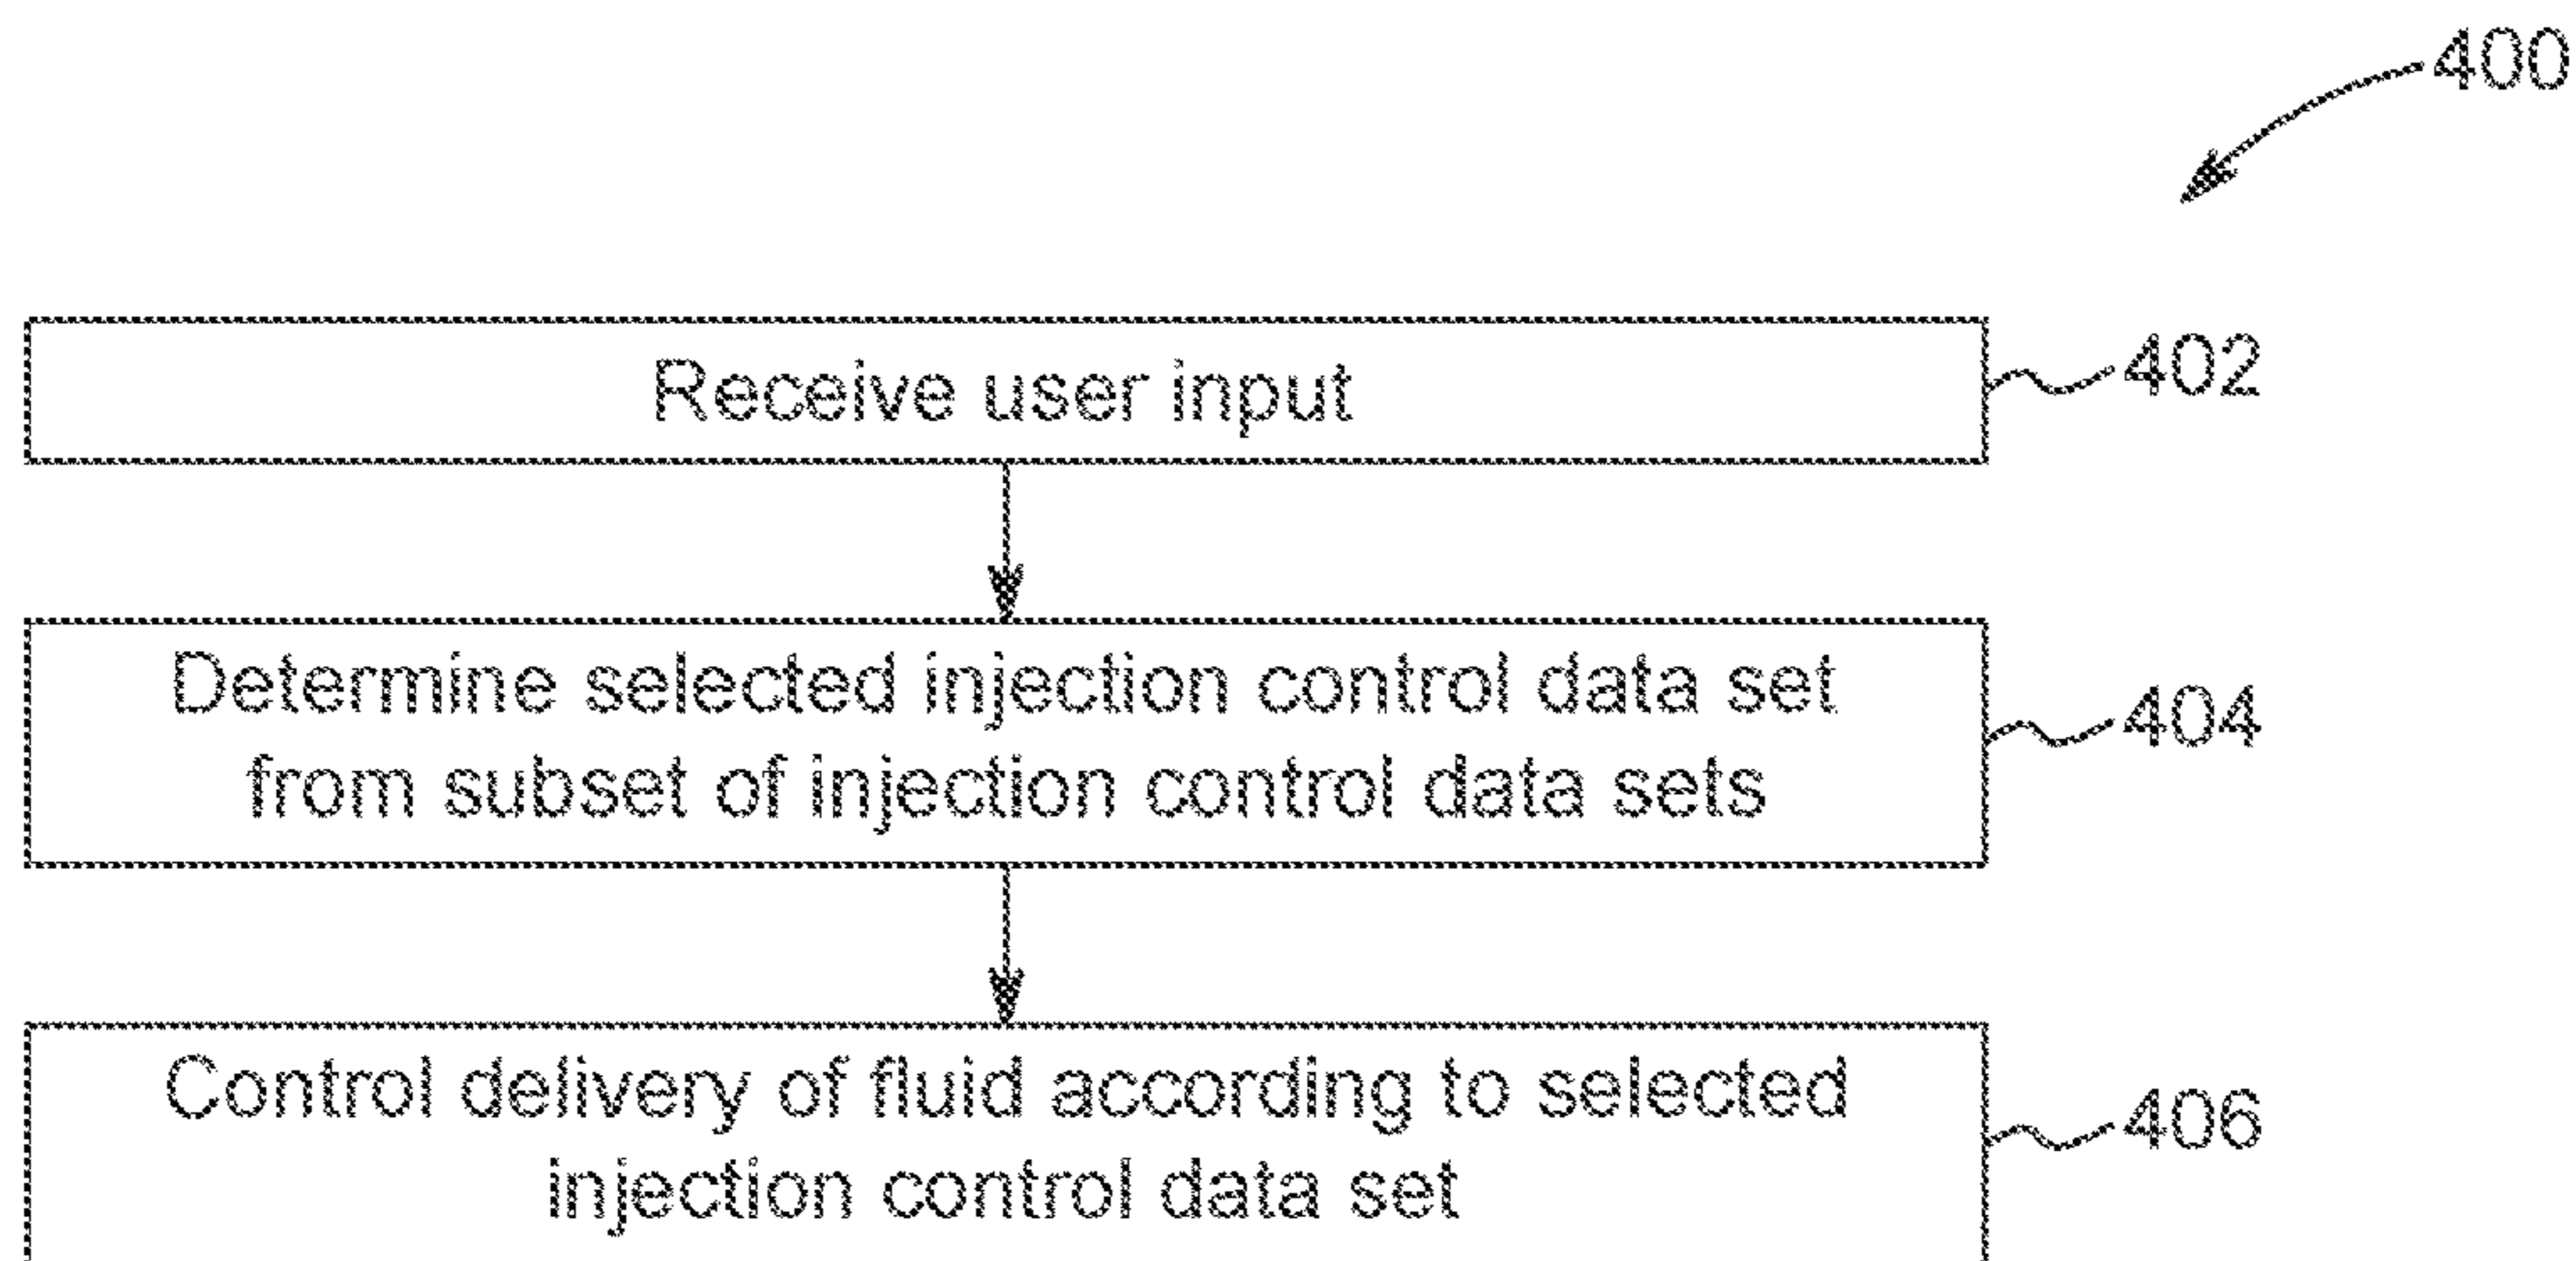 400
Receive user input
402
Determine selected injection control data set
from subset of injection control data sets
404
Control delivery of fluid according to selected
injection control data set
406